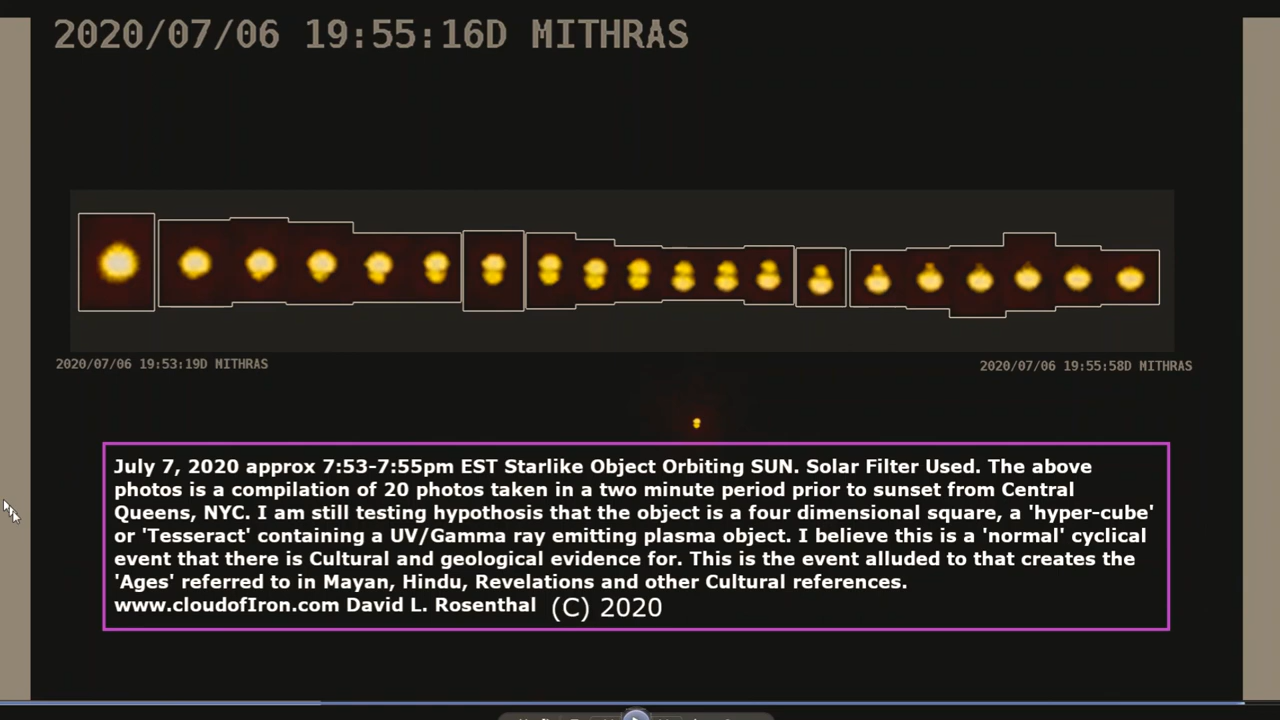 2020/07/06 19:55:16D MITHRAS
2020/07/06 19:53:19D MITHRAS
2020/07/06 19:55:58D MITHRAS
July 7, 2020 approx 7:53-7:55pm EST Starlike Object Orbiting SUN. Solar Filter Used. The above
photos is a compilation of 20 photos taken in a two minute period prior to sunset from Central
Queens, NYC. I am still testing hypothosis that the object is a four dimensional square, a 'hyper-cube'
or 'Tesseract' containing a UV/Gamma ray emitting plasma object. I believe this is a 'normal' cyclical
event that there is Cultural and geological evidence for. This is the event alluded to that creates the
'Ages' referred to in Mayan, Hindu, Revelations and other Cultural references.
www.cloudofIron.com David L. Rosenthal (C) 2020